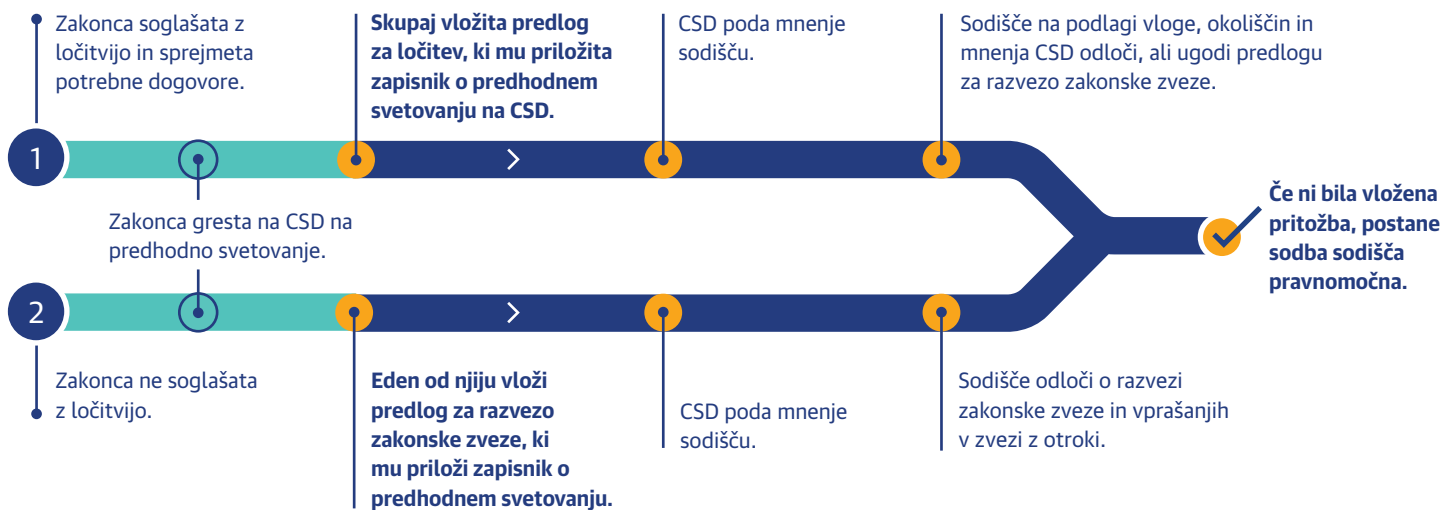 Zakonca soglašata z
ločitvijo in sprejmeta
potrebne dogovore.
Skupaj vložita predlog
za ločitev, ki mu priložita
zapisnik o predhodnem
svetovanju na CSD.
CSD poda mnenje
sodišču.
Sodišče na podlagi vloge, okoliščin in
mnenja CSD odloči, ali ugodi predlogu
za razvezo zakonske zveze.
1
Zakonca gresta na CSD na
predhodno svetovanje.
Če ni bila vložena
pritožba, postane
sodba sodišča
pravnomočna.
2
Zakonca ne soglašata
z ločitvijo.
Eden od njiju vloži
predlog za razvezo
zakonske zveze, ki
mu priloži zapisnik o
predhodnem svetovanju.
CSD poda mnenje
sodišču.
Sodišče odloči o razvezi
zakonske zveze in vprašanjih
v zvezi z otroki.